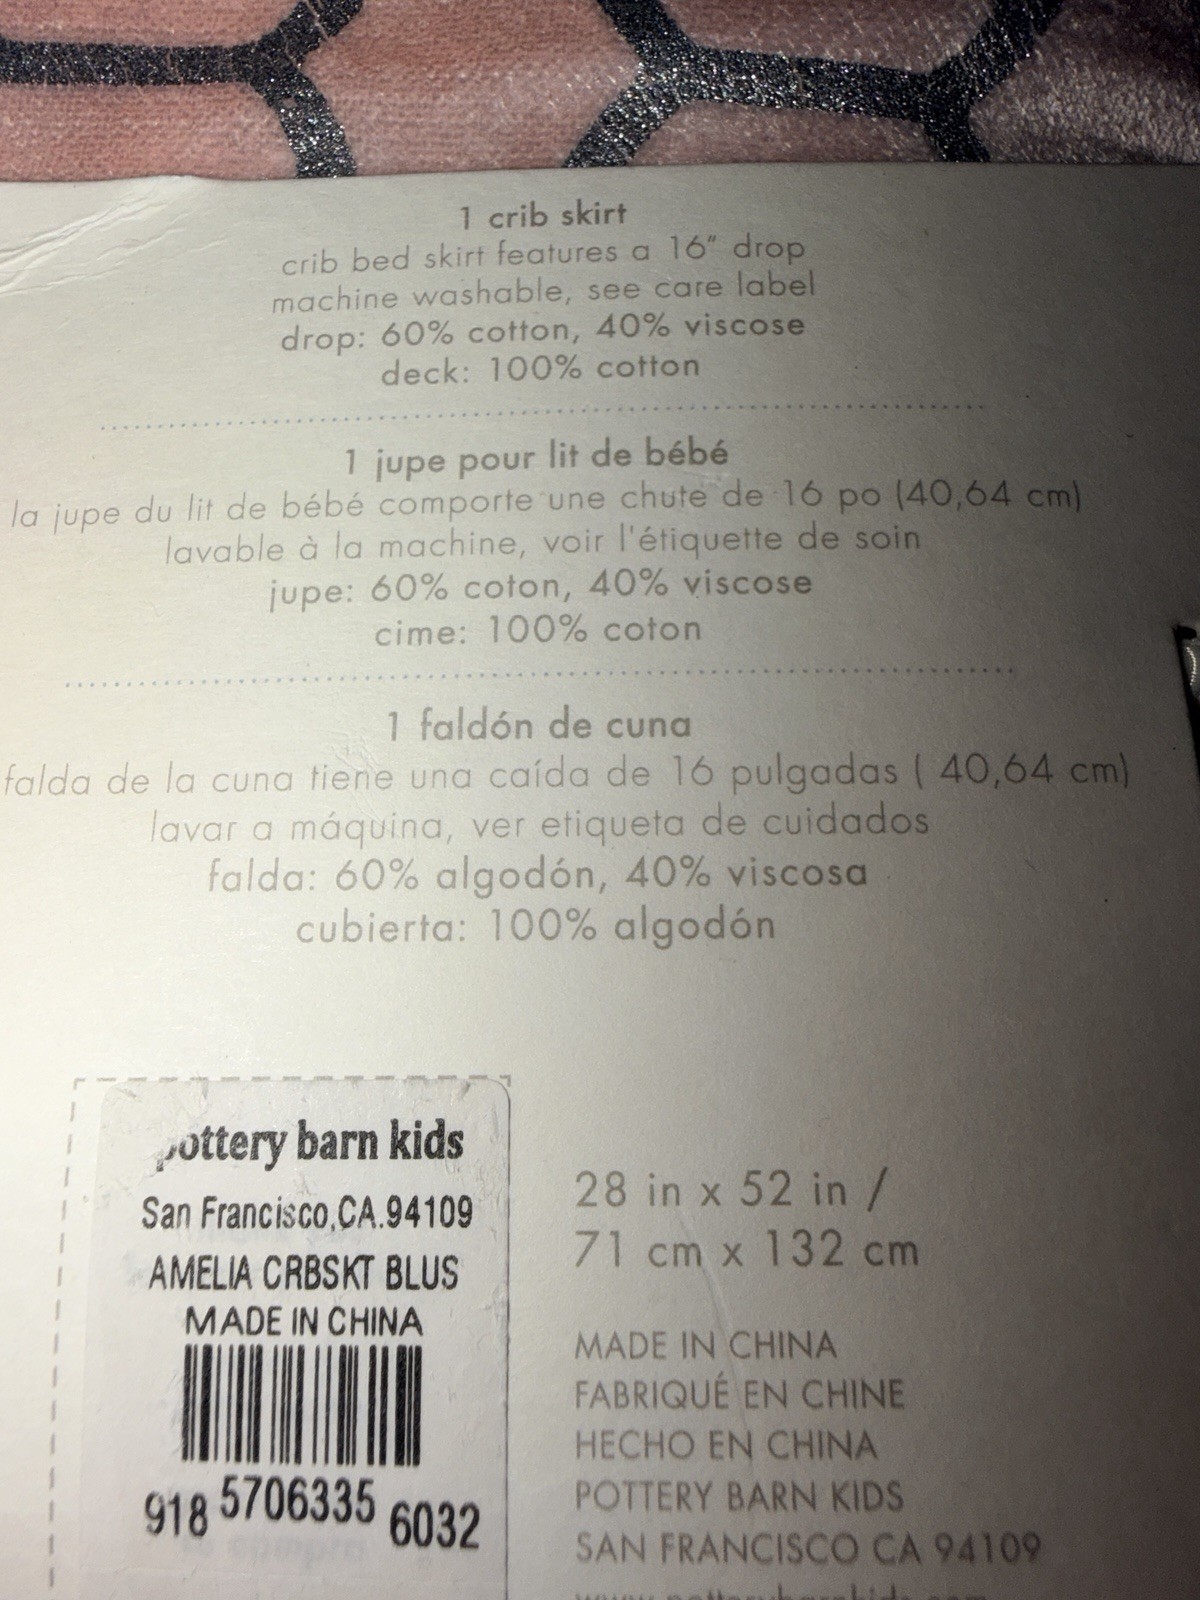 1 crib skirt
crib bed skirt features a 16" drop
machine washable, see care label
drop: 60% cotton, 40% viscose
deck: 100% cotton
1 jupe pour lit de bébé
la jupe du lit de bébé comporte une chute de 16 po (40,64 cm)
lavable à la machine, voir l'étiquette de soin
jupe: 60% coton, 40% viscose
cime: 100% coton
1 faldón de cuna
falda de la cuna tiene una caída de 16 pulgadas ( 40,64 cm)
lavar a máquina, ver etiqueta de cuidados
falda: 60% algodón, 40% viscosa
cubierta: 100% algodón
pottery barn kids
San Francisco,CA.94109
AMELIA CRBSKT BLUS
MADE IN CHINA
918 5706335 6032
28 in x 52 in /
71 cm x 132 cm
MADE IN CHINA
FABRIQUÉ EN CHINE
HECHO EN CHINA
POTTERY BARN KIDS
SAN FRANCISCO CA 94109